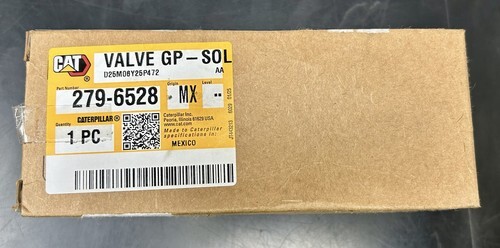 CAT
VALVE GP-SOL
D25M06Y25P472 AA
Part Number
279-6528
Origin
MX
Level
--
Quantity
CATERPILLAR
1 PC
Caterpillar Inc.
Peoria, Illinois 61629 USA
www.cat.com
Made to Caterpillar
specifications in:
MEXICO